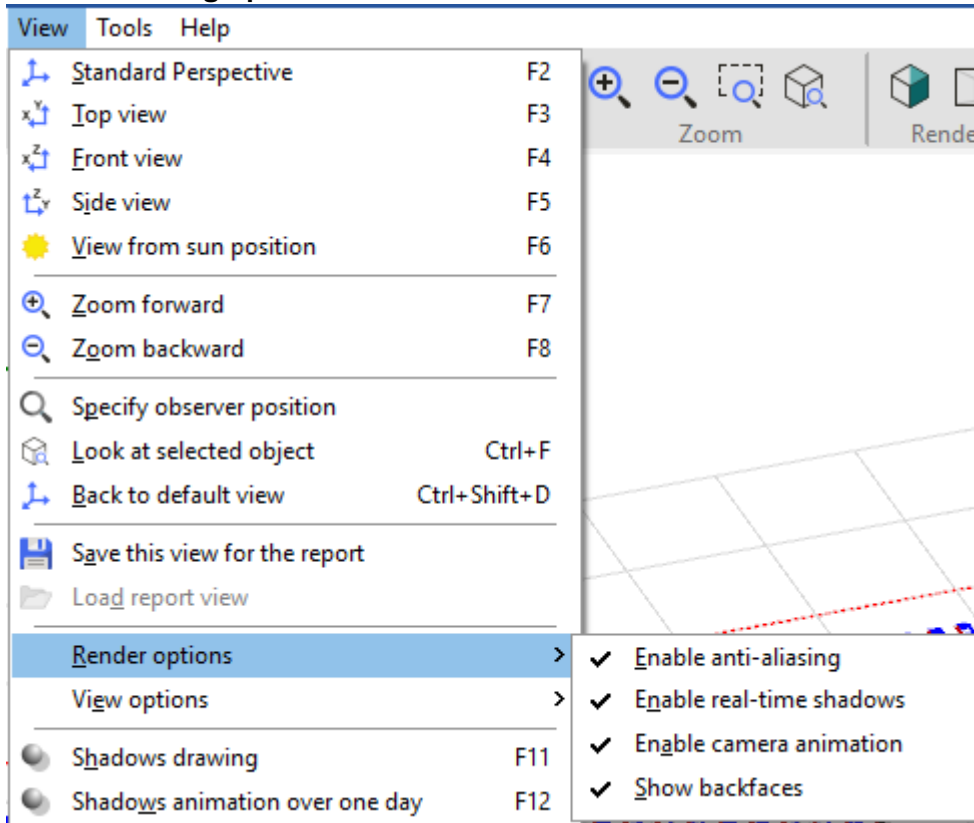 View Tools Help
Standard Perspective F2
Top view F3
Front view F4
Side view F5
View from sun position F6
Zoom forward F7
Zoom backward F8
Specify observer position
Look at selected object Ctrl+F
Back to default view Ctrl+Shift+D
Save this view for the report
Load report view
Render options >
View options >
Shadows drawing F11
Shadows animation over one day F12
Zoom
Rende
Enable anti-aliasing
Enable real-time shadows
Enable camera animation
Show backfaces